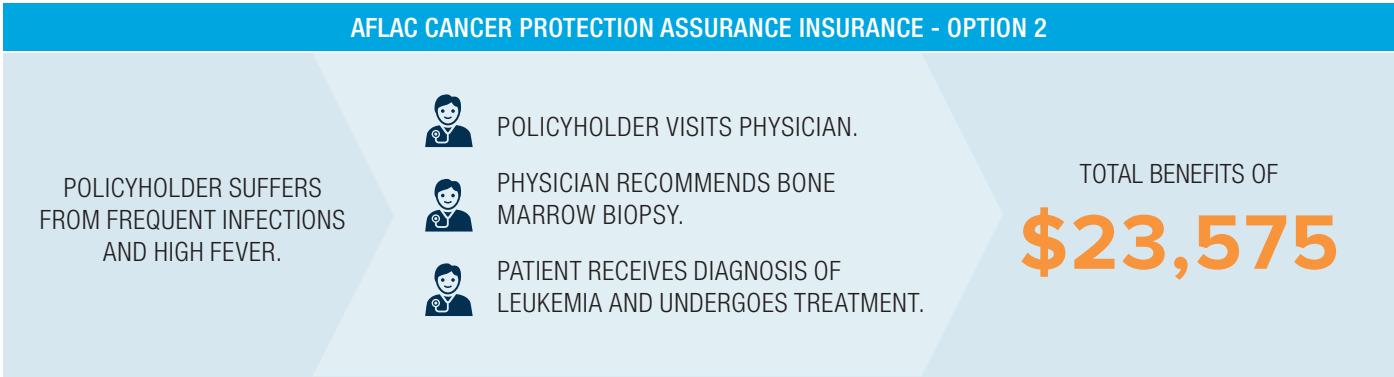 AFLAC CANCER PROTECTION ASSURANCE INSURANCE - OPTION 2
POLICYHOLDER SUFFERS
FROM FREQUENT INFECTIONS
AND HIGH FEVER.
POLICYHOLDER VISITS PHYSICIAN.
PHYSICIAN RECOMMENDS BONE
MARROW BIOPSY.
PATIENT RECEIVES DIAGNOSIS OF
LEUKEMIA AND UNDERGOES TREATMENT.
TOTAL BENEFITS OF
$23,575